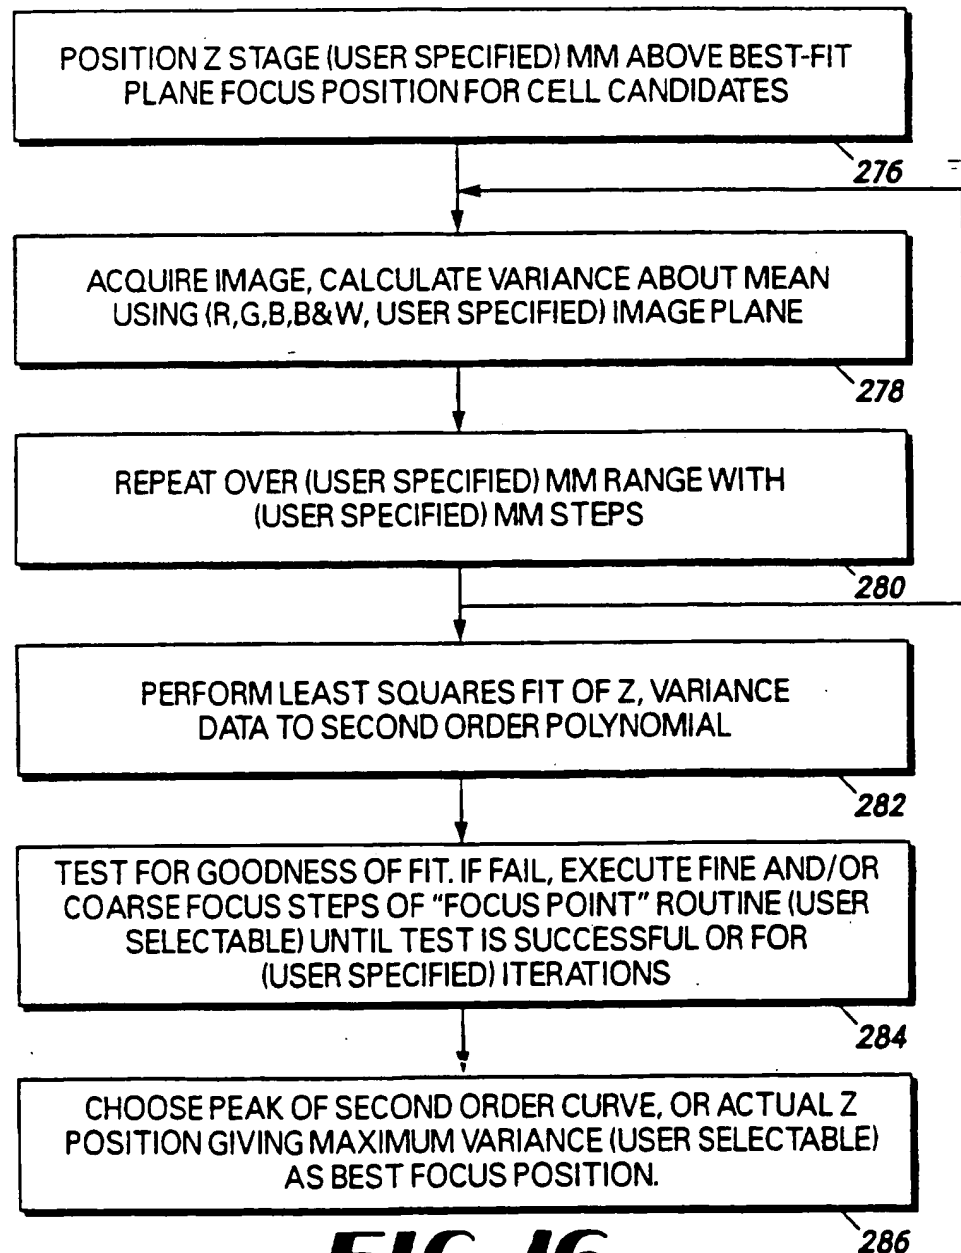 POSITION Z STAGE (USER SPECIFIED) MM ABOVE BEST-FIT
PLANE FOCUS POSITION FOR CELL CANDIDATES
276
ACQUIRE IMAGE, CALCULATE VARIANCE ABOUT MEAN
USING (R,G,B,B&W, USER SPECIFIED) IMAGE PLANE
278
REPEAT OVER (USER SPECIFIED) MM RANGE WITH
(USER SPECIFIED) MM STEPS
280
PERFORM LEAST SQUARES FIT OF Z, VARIANCE
DATA TO SECOND ORDER POLYNOMIAL
282
TEST FOR GOODNESS OF FIT. IF FAIL, EXECUTE FINE AND/OR
COARSE FOCUS STEPS OF "FOCUS POINT" ROUTINE (USER
SELECTABLE) UNTIL TEST IS SUCCESSFUL OR FOR
(USER SPECIFIED) ITERATIONS
284
CHOOSE PEAK OF SECOND ORDER CURVE, OR ACTUAL Z
POSITION GIVING MAXIMUM VARIANCE (USER SELECTABLE)
AS BEST FOCUS POSITION.
286
FIG. 16